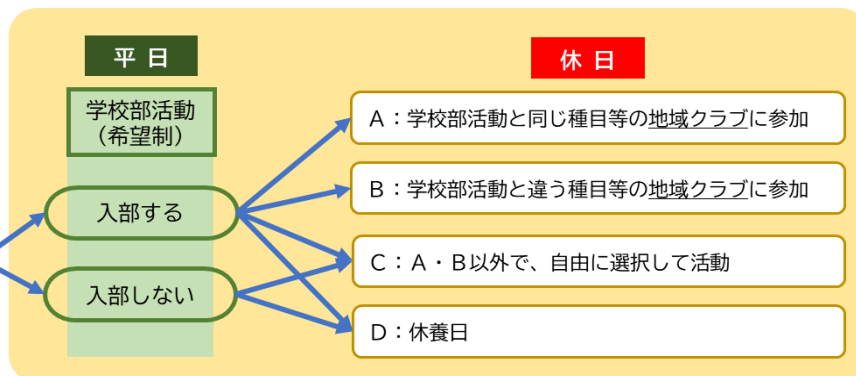 平 日
休 日
学校部活動
（希望制）
入部する
入部しない
A：学校部活動と同じ種目等の地域クラブに参加
B：学校部活動と違う種目等の地域クラブに参加
C：A・B以外で、自由に選択して活動
D：休養日